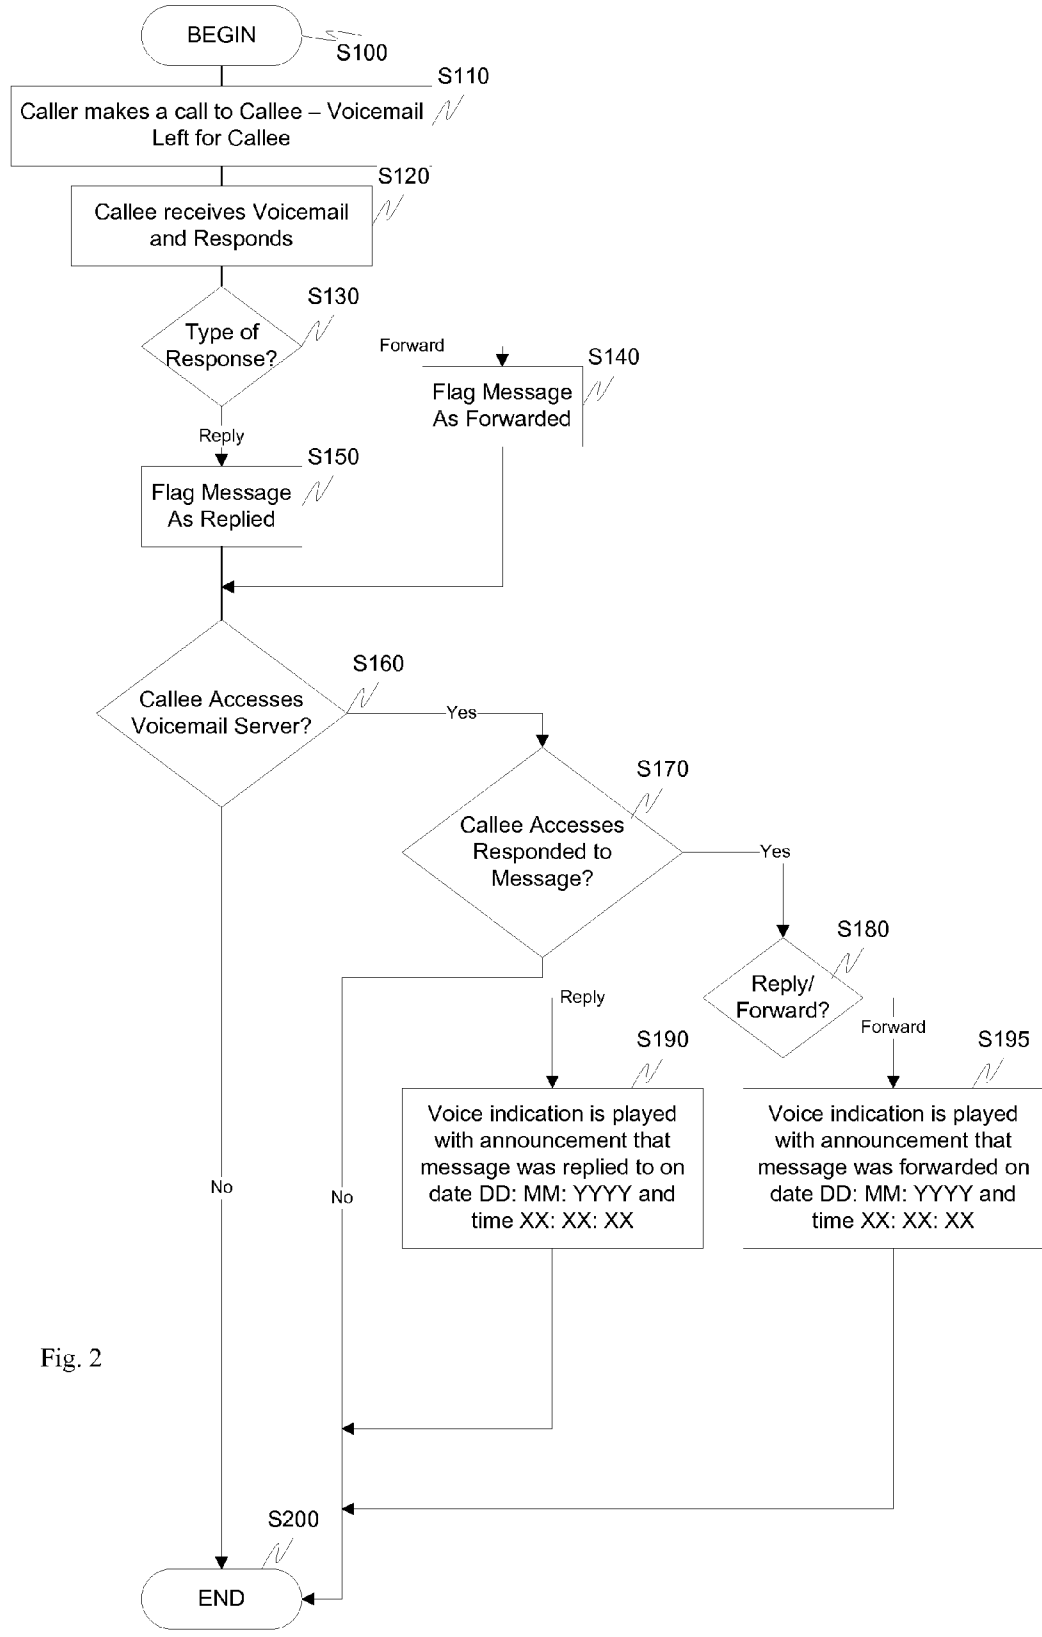 BEGIN
S100
S110
Caller makes a call to Callee – Voicemail
Left for Callee
S120
Callee receives Voicemail
and Responds
S130
Type of
Response?
Forward
S140
Flag Message
As Forwarded
Reply
S150
Flag Message
As Replied
S160
Callee Accesses
Voicemail Server?
Yes
S170
Callee Accesses
Responded to
Message?
Yes
S180
Reply/
Forward?
Reply
Forward
S190
S195
Voice indication is played
with announcement that
message was replied to on
date DD: MM: YYYY and
time XX: XX: XX
Voice indication is played
with announcement that
message was forwarded on
date DD: MM: YYYY and
time XX: XX: XX
No
No
Fig. 2
S200
END